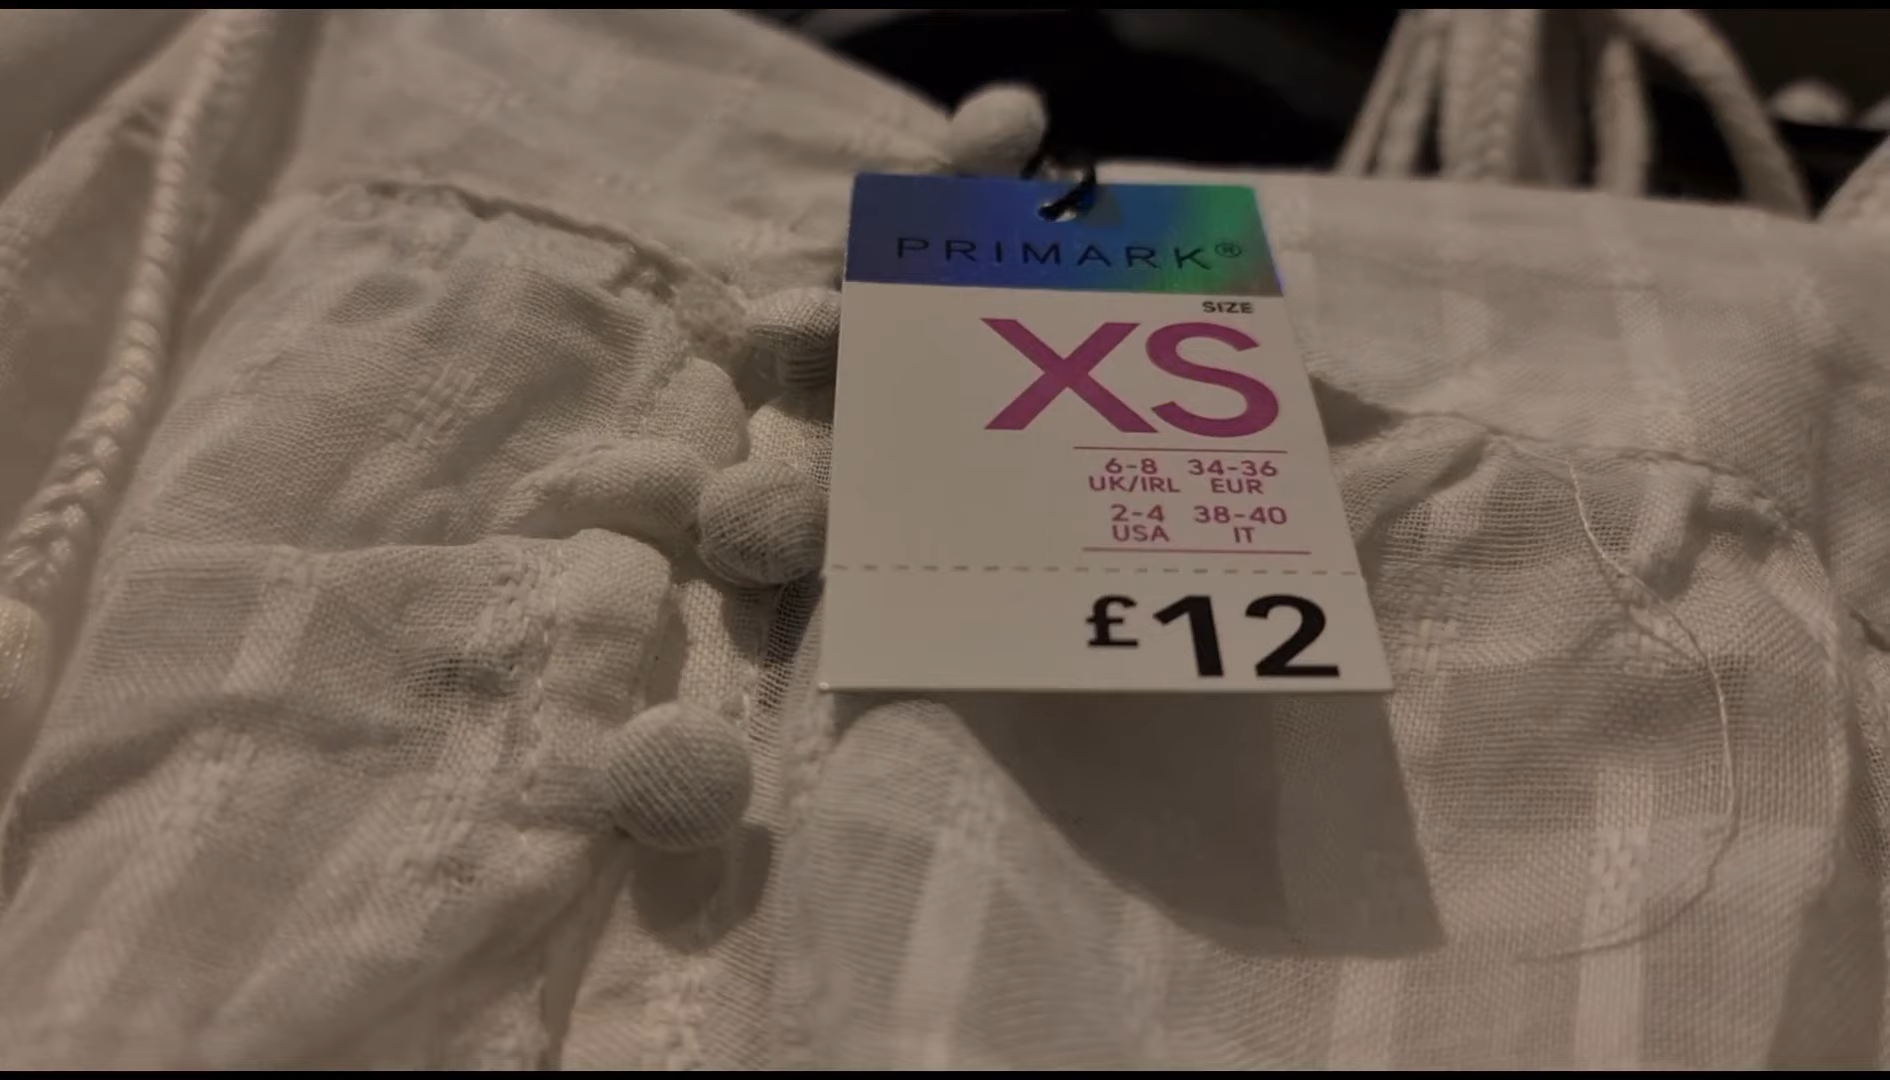 PRIMARK®
SIZE
XS
6-8 34-36
UK/IRL EUR
2-4 38-40
USA IT
£12